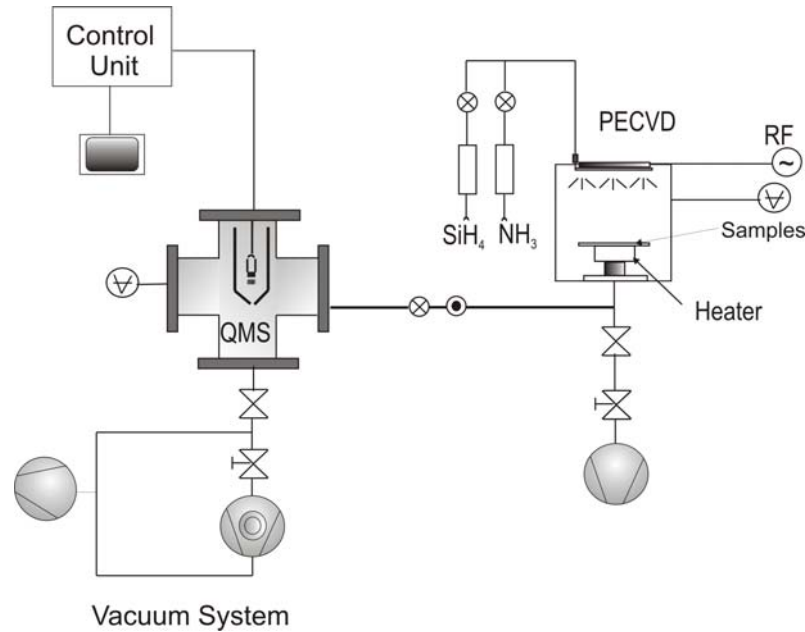 Control
Unit
PECVD
RF
~
SiH₄
NH₃
Samples
Heater
QMS
Vacuum System